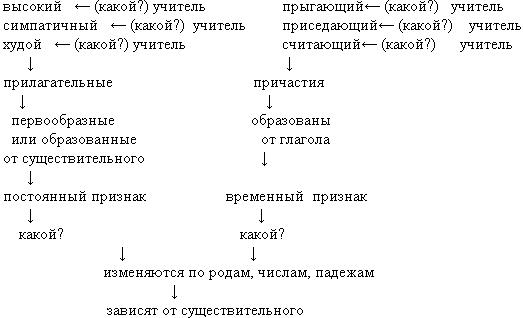 высокий ← (какой?) учитель прыгающий ← (какой?) учитель
симпатичный ← (какой?) учитель приседающий ← (какой?) учитель
худой ← (какой?) учитель считающий ← (какой?) учитель
↓ ↓
прилагательные причастия
↓ ↓
первообразные образованы
или образованные от глагола
от существительного ↓
↓
постоянный признак временный признак
↓ ↓
какой? какой?
↓ ↓
изменяются по родам, числам, падежам
↓
зависят от существительного